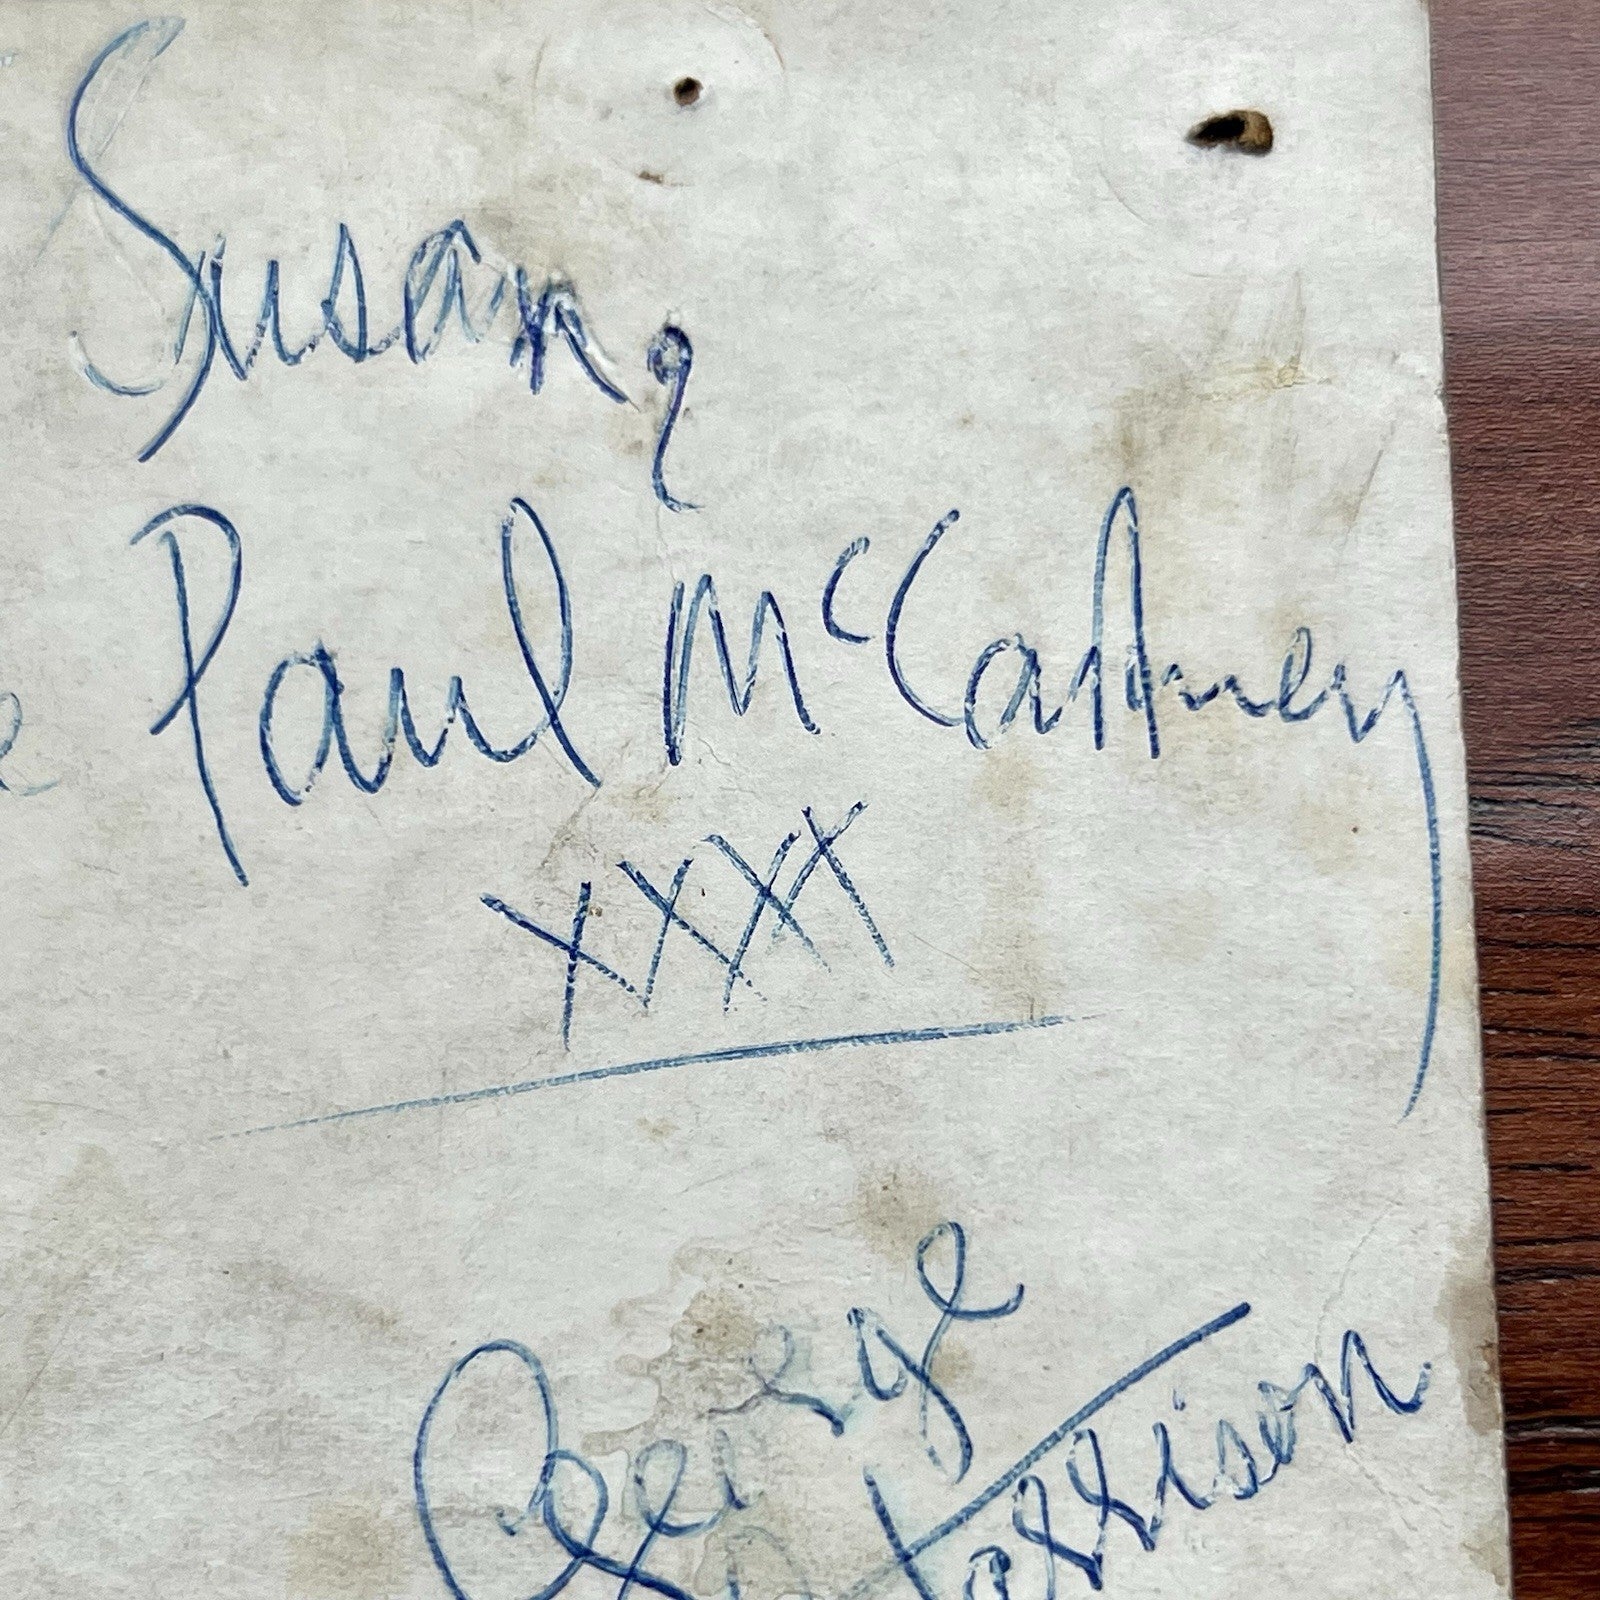 Susan,
Paul McCartney
XXXX
George
Harrison